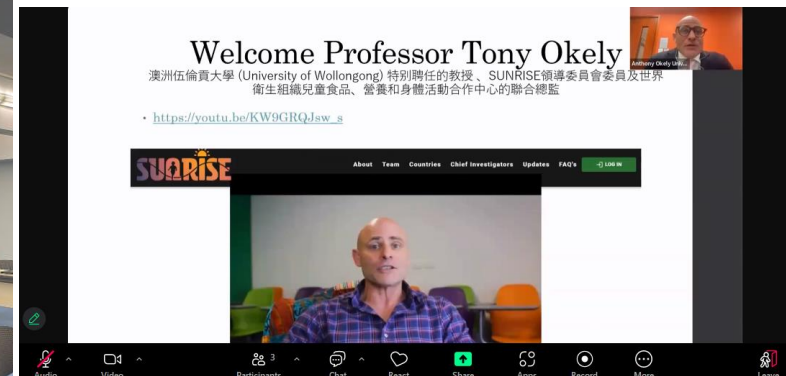 Welcome Professor Tony Okely
澳洲伍倫貢大學 (University of Wollongong) 特別聘任的教授、SUNRISE領導委員會委員及世界
衛生組織兒童食品、營養和身體活動合作中心的聯合總監
• https://youtu.be/KW9GRQJsw_s
Anthony Okely Univ...
SUNRISE
About Team Countries Chief Investigators Updates FAQ's LOG IN
Audio Video Participants 3 Chat React Share Apps Record More Leave